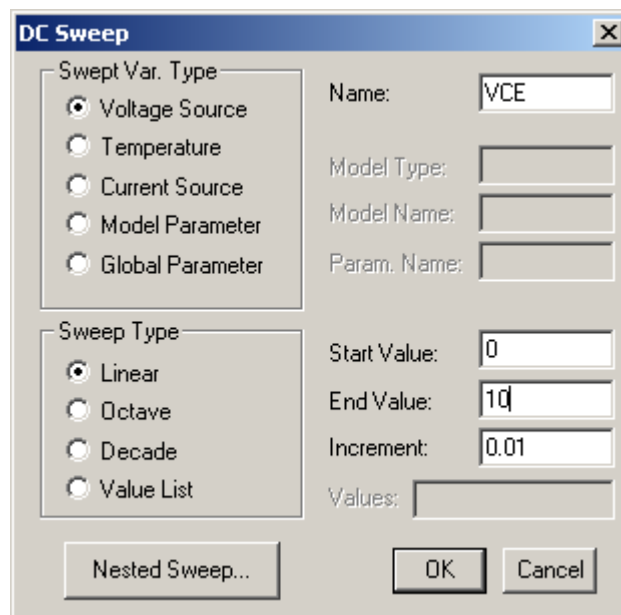 DC Sweep
Swept Var. Type
Voltage Source
Temperature
Current Source
Model Parameter
Global Parameter
Name: VCE
Model Type:
Model Name:
Param. Name:
Sweep Type
Linear
Octave
Decade
Value List
Start Value: 0
End Value: 10
Increment: 0.01
Values:
Nested Sweep...
OK
Cancel